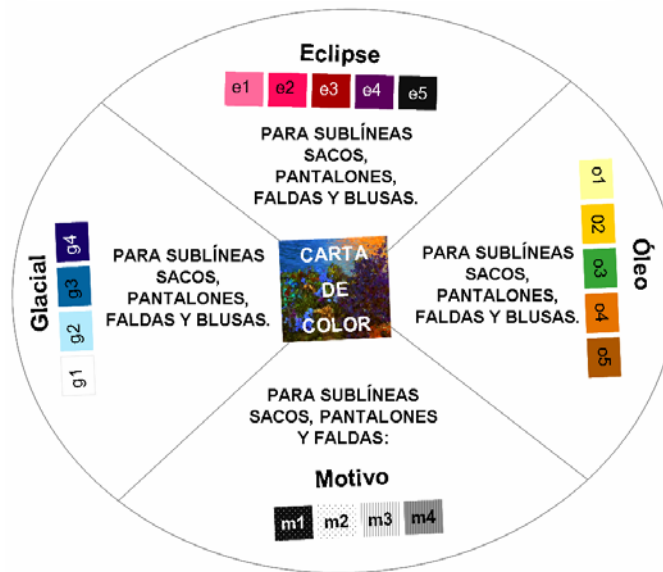 Eclipse
e1 e2 e3 e4 e5
PARA SUBLÍNEAS
SACOS,
PANTALONES,
FALDAS Y BLUSAS.
Glacial
g4
g3
g2
g1
PARA SUBLÍNEAS
SACOS,
PANTALONES,
FALDAS Y BLUSAS.
CARTA
DE
COLOR
PARA SUBLÍNEAS
SACOS,
PANTALONES,
FALDAS Y BLUSAS.
o1
02
o3
o4
o5
Óleo
PARA SUBLÍNEAS
SACOS, PANTALONES
Y FALDAS:
Motivo
m1 m2 m3 m4